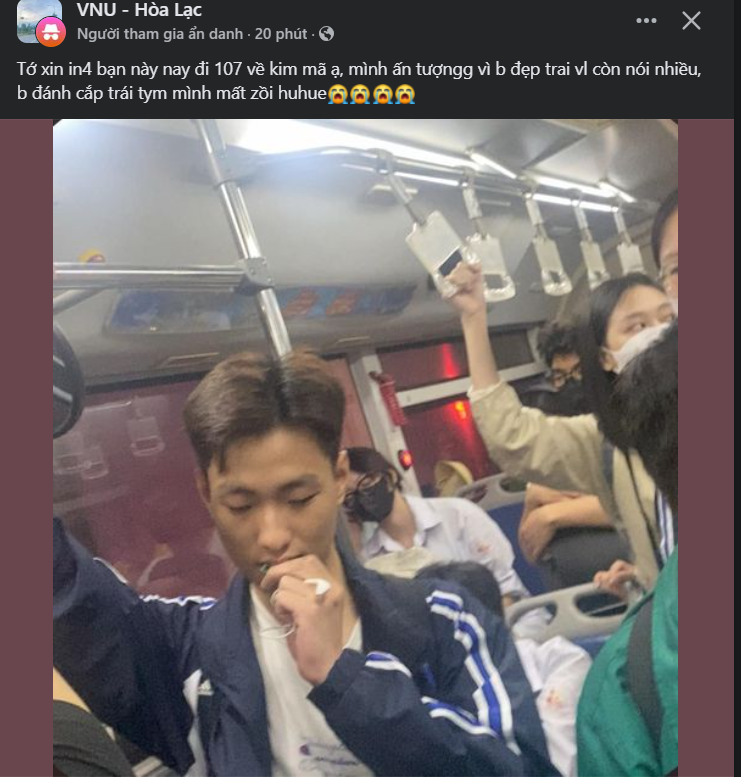 VNU - Hòa Lạc
Người tham gia ẩn danh · 20 phút ·
Tớ xin in4 bạn này nay đi 107 về kim mã ạ, mình ấn tượngg vì b đẹp trai vl còn nói nhiều,
b đánh cắp trái tym mình mất zồi huhue😭😭😭😭